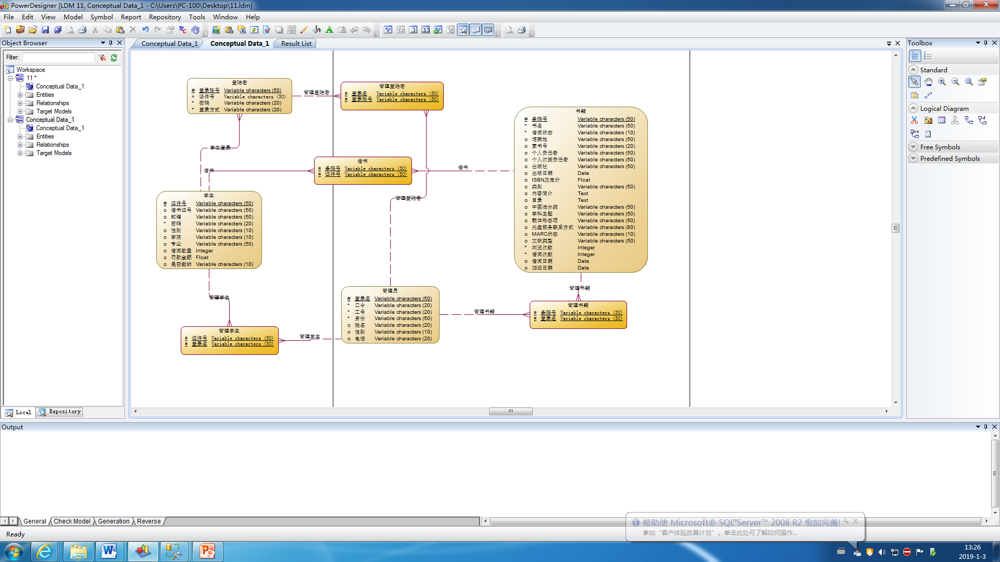 PowerDesigner [LDM 11, Conceptual Data_1 - C:\Users\PC-100\Desktop\11.ldm]
File Edit View Model Symbol Report Repository Tools Window Help
Object Browser
Filter:
Workspace
11 *
Conceptual Data_1
Entities
Relationships
Target Models
Conceptual Data_1
Conceptual Data_1
Entities
Relationships
Target Models
Local Repository
Conceptual Data_1 Conceptual Data_1 Result List
登陆者
# 登录账号 Variable characters (50)
* 证件号 Variable characters (50)
* 密码 Variable characters (20)
* 登录方式 Variable characters (20)
管理登陆者
管理登陆者
# 登录名 Variable characters (50)
# 登录账号 Variable characters (50)
学生登录
借书
借书
# 条码号 Variable characters (50)
# 证件号 Variable characters (50)
借书
管理登陆者
书籍
# 条码号 Variable characters (50)
* 书名 Variable characters (50)
* 借阅状态 Variable characters (10)
o 馆藏地 Variable characters (50)
o 索书号 Variable characters (20)
o 个人责任者 Variable characters (50)
o 个人次要责任者 Variable characters (50)
o 出版社 Variable characters (50)
o 出版日期 Date
o ISBN及定价 Float
o 类别 Variable characters (50)
o 内容简介 Text
o 目录 Text
o 中图法分类 Variable characters (50)
o 学科主题 Variable characters (50)
o 载体形态项 Variable characters (50)
o 光盘服务联系方式 Variable characters (80)
o MARC状态 Variable characters (10)
o 文献类型 Variable characters (50)
* 浏览次数 Integer
* 借阅次数 Integer
o 借阅日期 Date
o 归还日期 Date
学生
# 证件号 Variable characters (50)
o 借书证号 Variable characters (50)
o 邮箱 Variable characters (50)
* 密码 Variable characters (20)
o 性别 Variable characters (10)
o 学院 Variable characters (10)
o 专业 Variable characters (50)
o 借阅数量 Integer
o 罚款金额 Float
o 是否缴纳 Variable characters (10)
管理学生
管理学生
# 证件号 Variable characters (50)
# 登录名 Variable characters (50)
管理学生
管理员
# 登录名 Variable characters (50)
* 口令 Variable characters (20)
* 工号 Variable characters (20)
* 身份 Variable characters (50)
o 姓名 Variable characters (20)
o 性别 Variable characters (10)
o 电话 Variable characters (20)
管理书籍
管理书籍
管理书籍
# 条码号 Variable characters (50)
# 登录名 Variable characters (50)
Toolbox
Standard
Logical Diagram
Free Symbols
Predefined Symbols
Output
General Check Model Generation Reverse
Ready
帮助使 Microsoft® SQL Server™ 2008 R2 愈加完善!
参加“客户体验改善计划”。单击此处可了解如何操作...
13:26
2019-1-3